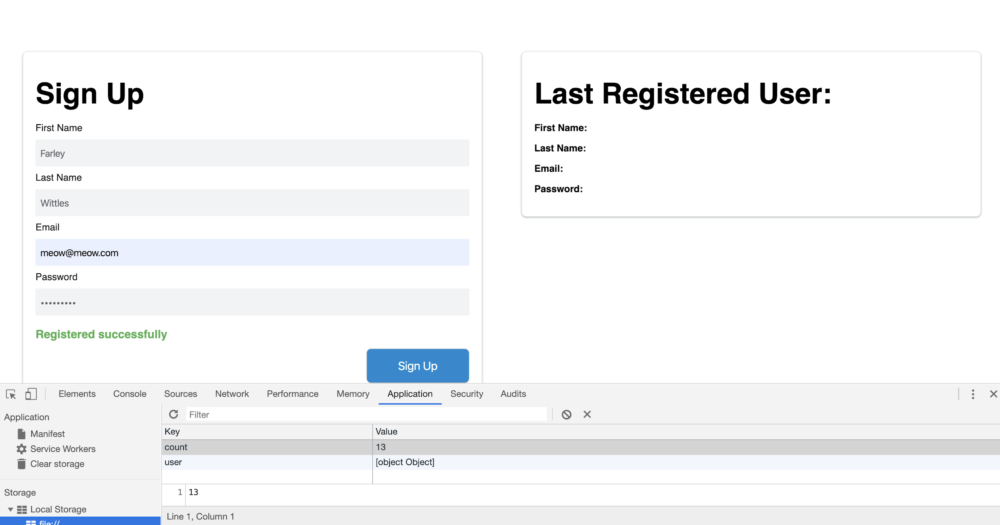 Sign Up
First Name
Farley
Last Name
Wittles
Email
meow@meow.com
Password
•••••••••
Registered successfully
Sign Up
Last Registered User:
First Name:
Last Name:
Email:
Password:
Elements Console Sources Network Performance Memory Application Security Audits
Application
Manifest
Service Workers
Clear storage
Storage
Local Storage
file://
Filter
Key Value
count 13
user [object Object]
1 13
Line 1, Column 1